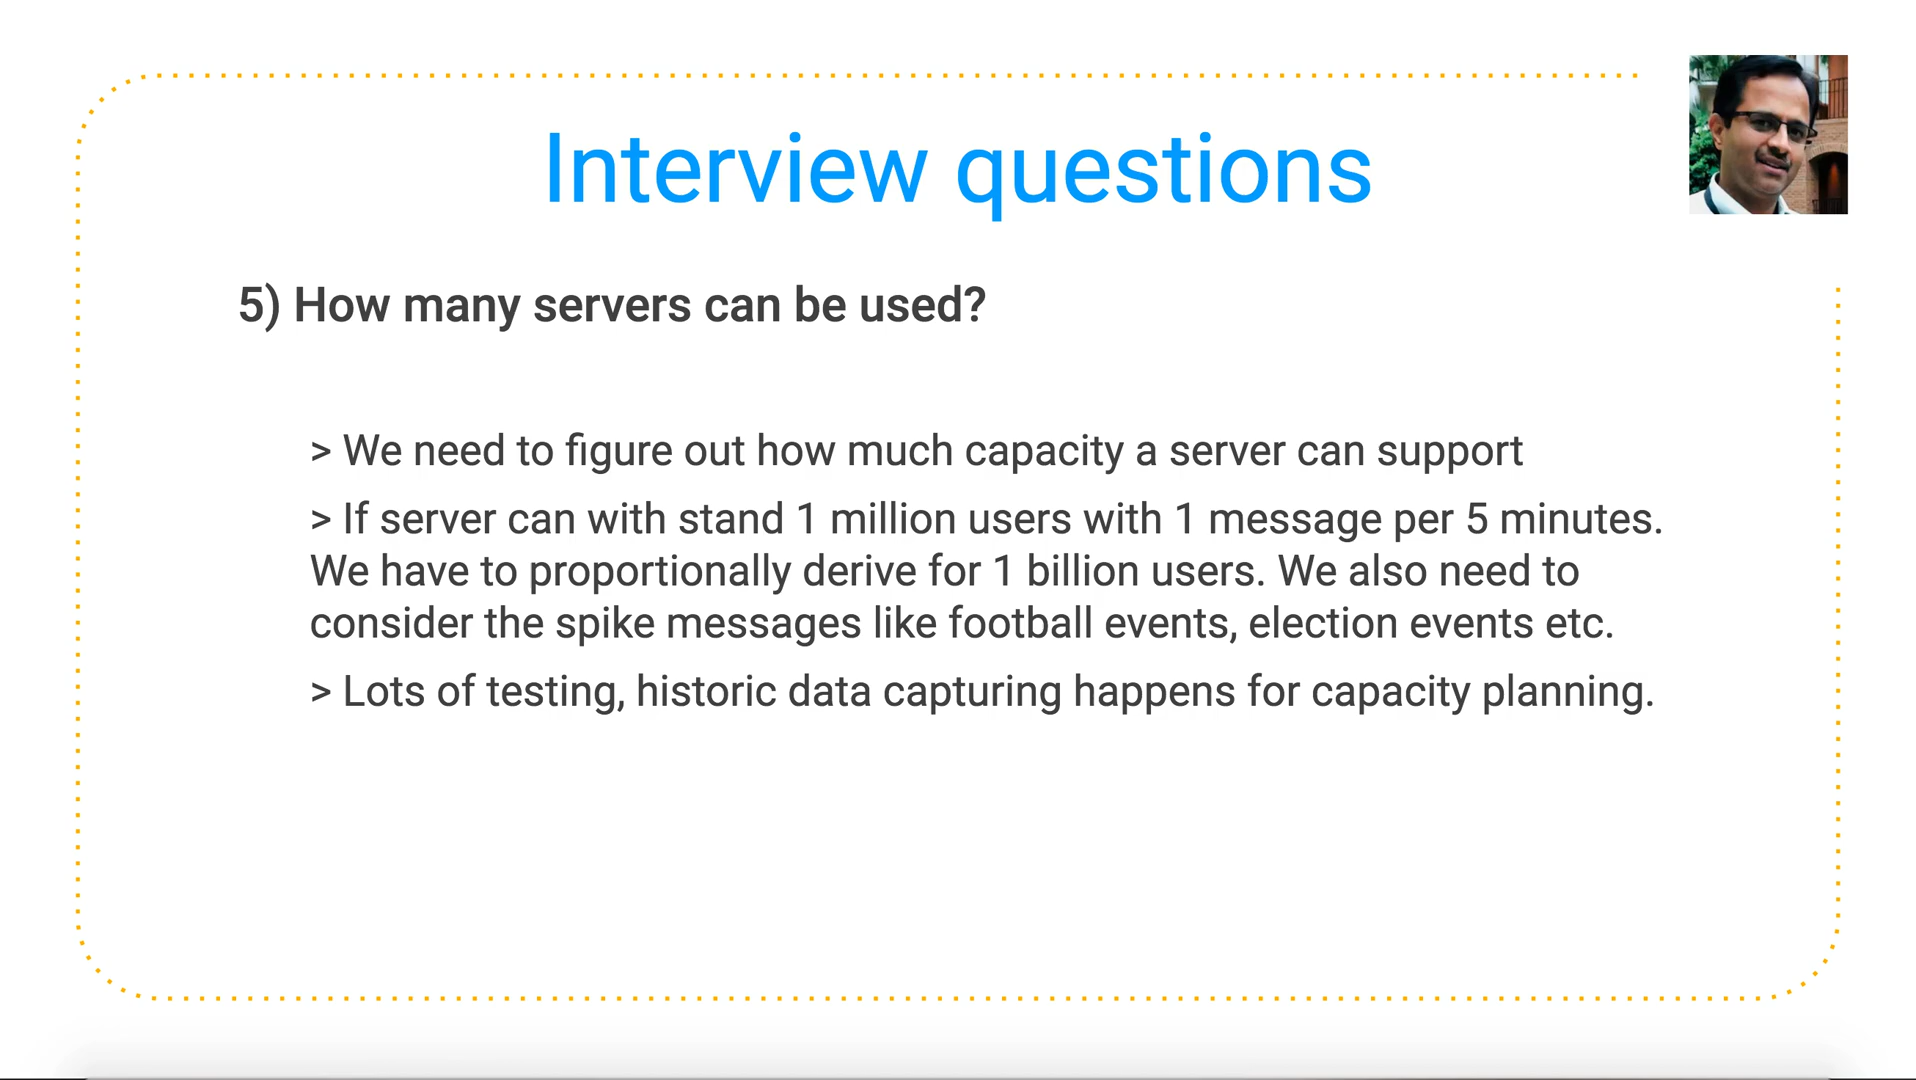 Interview questions
5) How many servers can be used?
> We need to figure out how much capacity a server can support
> If server can with stand 1 million users with 1 message per 5 minutes.
We have to proportionally derive for 1 billion users. We also need to
consider the spike messages like football events, election events etc.
> Lots of testing, historic data capturing happens for capacity planning.